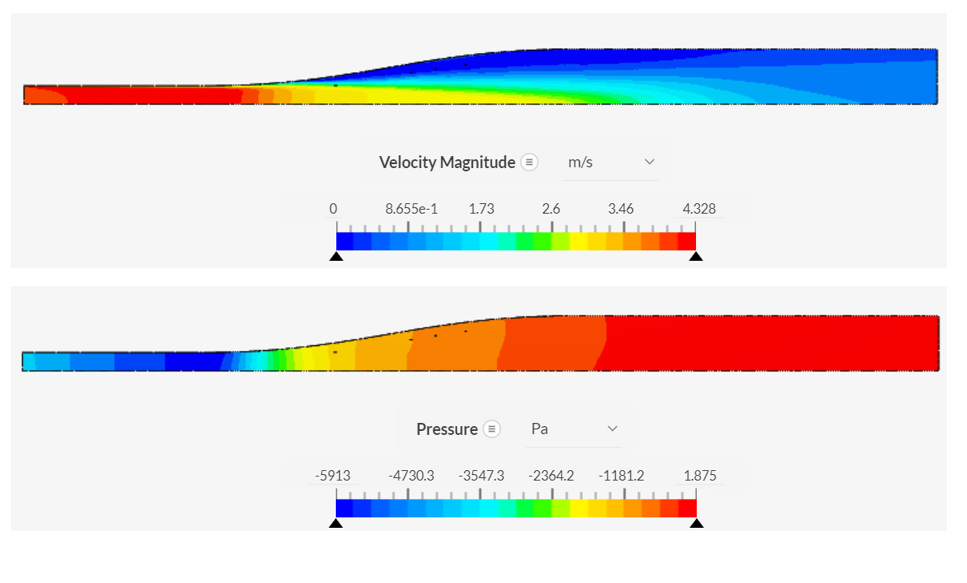 Velocity Magnitude m/s
0 8.655e-1 1.73 2.6 3.46 4.328
Pressure Pa
-5913 -4730.3 -3547.3 -2364.2 -1181.2 1.875